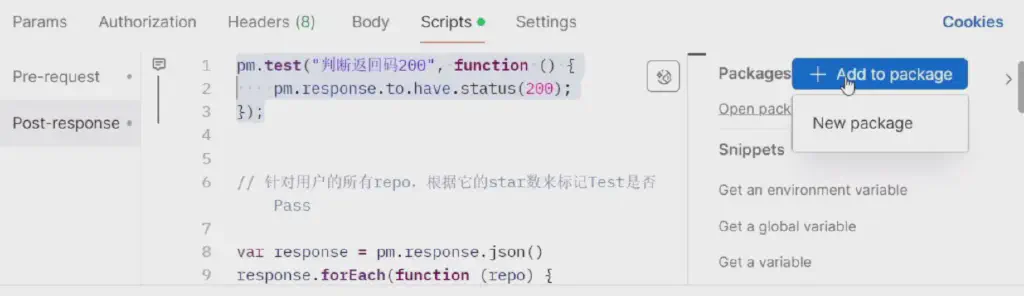 Params Authorization Headers (8) Body Scripts Settings Cookies
Pre-request
Post-response
1 pm.test("判断返回码200", function () {
2 pm.response.to.have.status(200);
3 });
4
5
6 // 针对用户的所有repo. 根据它的star数来标记Test是否
Pass
7
8 var response = pm.response.json()
9 response.forEach(function (repo) {
Packages
+ Add to package
Open pack
New package
Snippets
Get an environment variable
Get a global variable
Get a variable